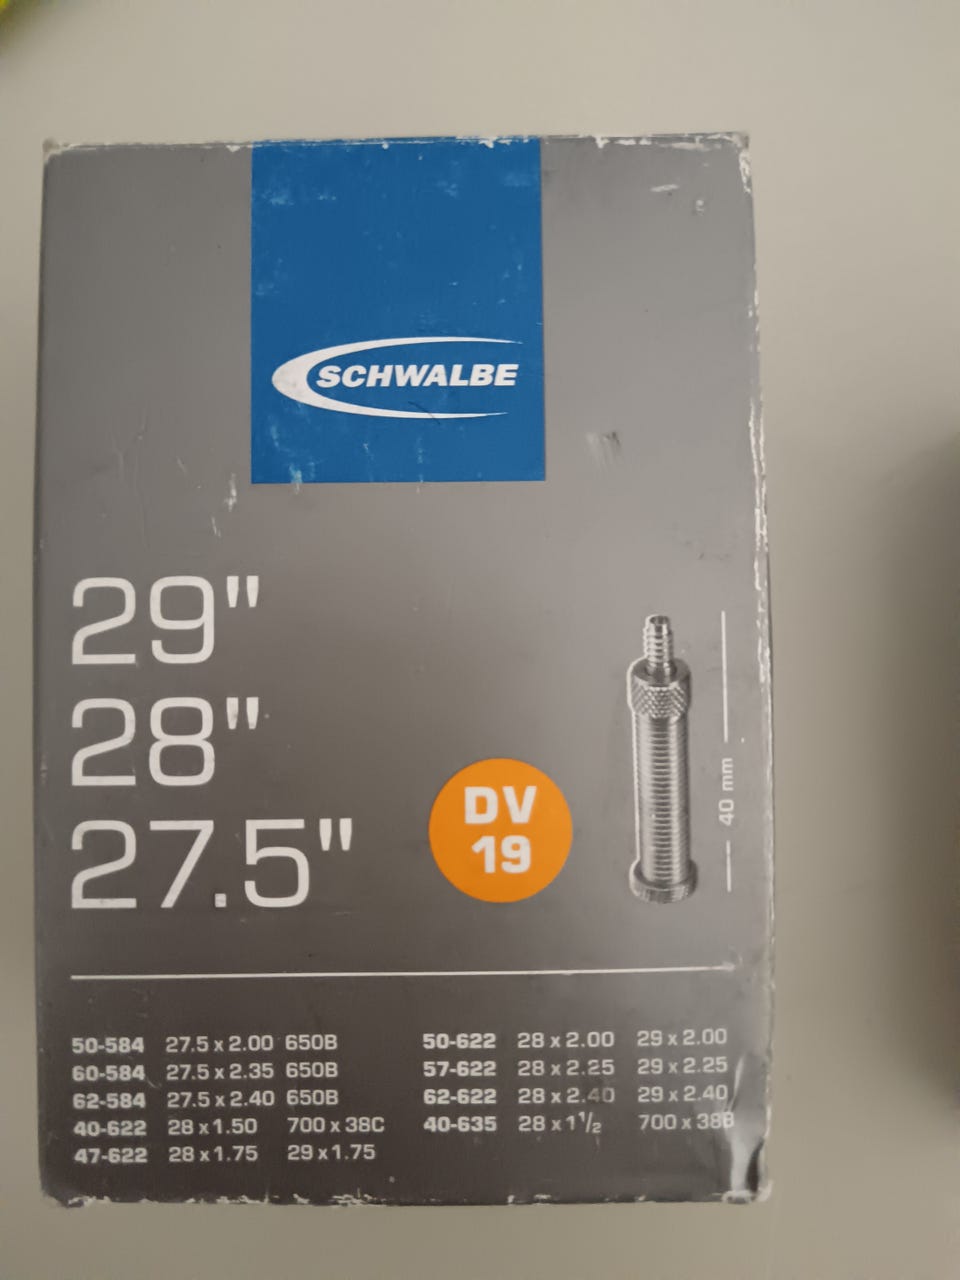 SCHWALBE
29"
28"
27.5"
DV
19
40 mm
50-584 27.5 x 2.00 650B
60-584 27.5 x 2.35 650B
62-584 27.5 x 2.40 650B
40-622 28 x 1.50 700 x 38C
47-622 28 x 1.75 29 x 1.75
50-622 28 x 2.00 29 x 2.00
57-622 28 x 2.25 29 x 2.25
62-622 28 x 2.40 29 x 2.40
40-635 28 x 1 1/2 700 x 38B